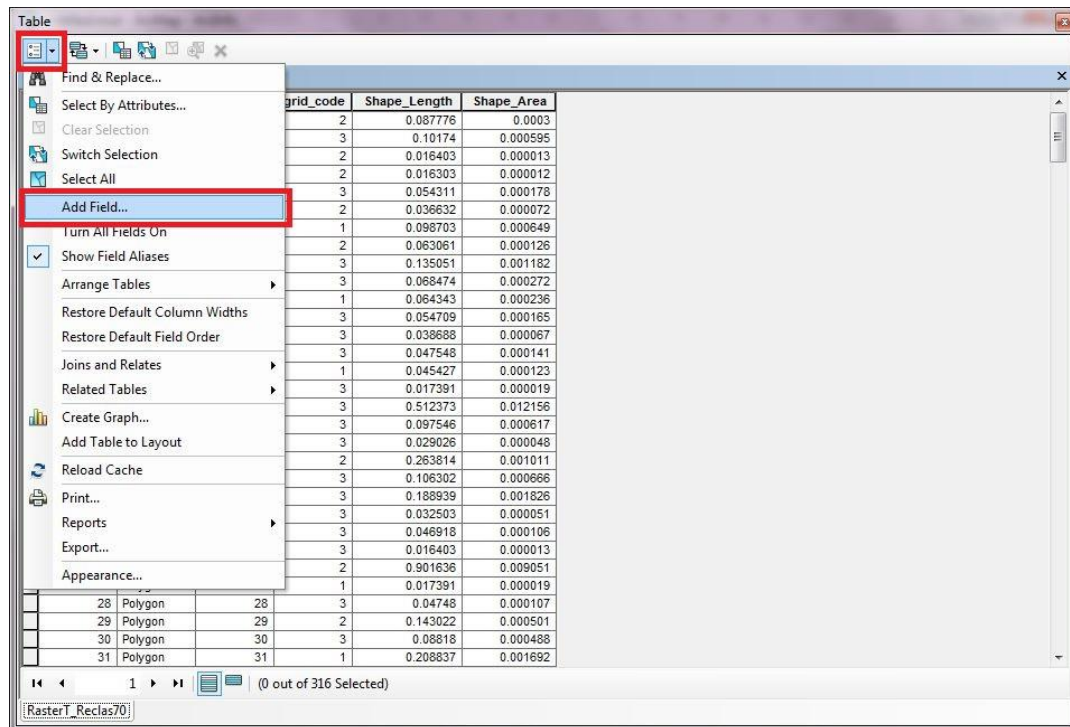 Table
Find & Replace...
Select By Attributes...
Clear Selection
Switch Selection
Select All
Add Field...
Turn All Fields On
Show Field Aliases
Arrange Tables
Restore Default Column Widths
Restore Default Field Order
Joins and Relates
Related Tables
Create Graph...
Add Table to Layout
Reload Cache
Print...
Reports
Export...
Appearance...
grid_code Shape_Length Shape_Area
2 0.087776 0.0003
3 0.10174 0.000595
2 0.016403 0.000013
2 0.016303 0.000012
3 0.054311 0.000178
2 0.036632 0.000072
1 0.098703 0.000649
2 0.063061 0.000126
3 0.135051 0.001182
3 0.068474 0.000272
1 0.064343 0.000236
3 0.054709 0.000165
3 0.038688 0.000067
3 0.047548 0.000141
1 0.045427 0.000123
3 0.017391 0.000019
3 0.512373 0.012156
3 0.097546 0.000617
3 0.029026 0.000048
2 0.263814 0.001011
3 0.106302 0.000666
3 0.188939 0.001826
3 0.032503 0.000051
3 0.046918 0.000106
3 0.016403 0.000013
2 0.901636 0.009051
1 0.017391 0.000019
28 Polygon 28 3 0.04748 0.000107
29 Polygon 29 2 0.143022 0.000501
30 Polygon 30 3 0.08818 0.000488
31 Polygon 31 1 0.208837 0.001692
1 (0 out of 316 Selected)
RasterT_Reclas70